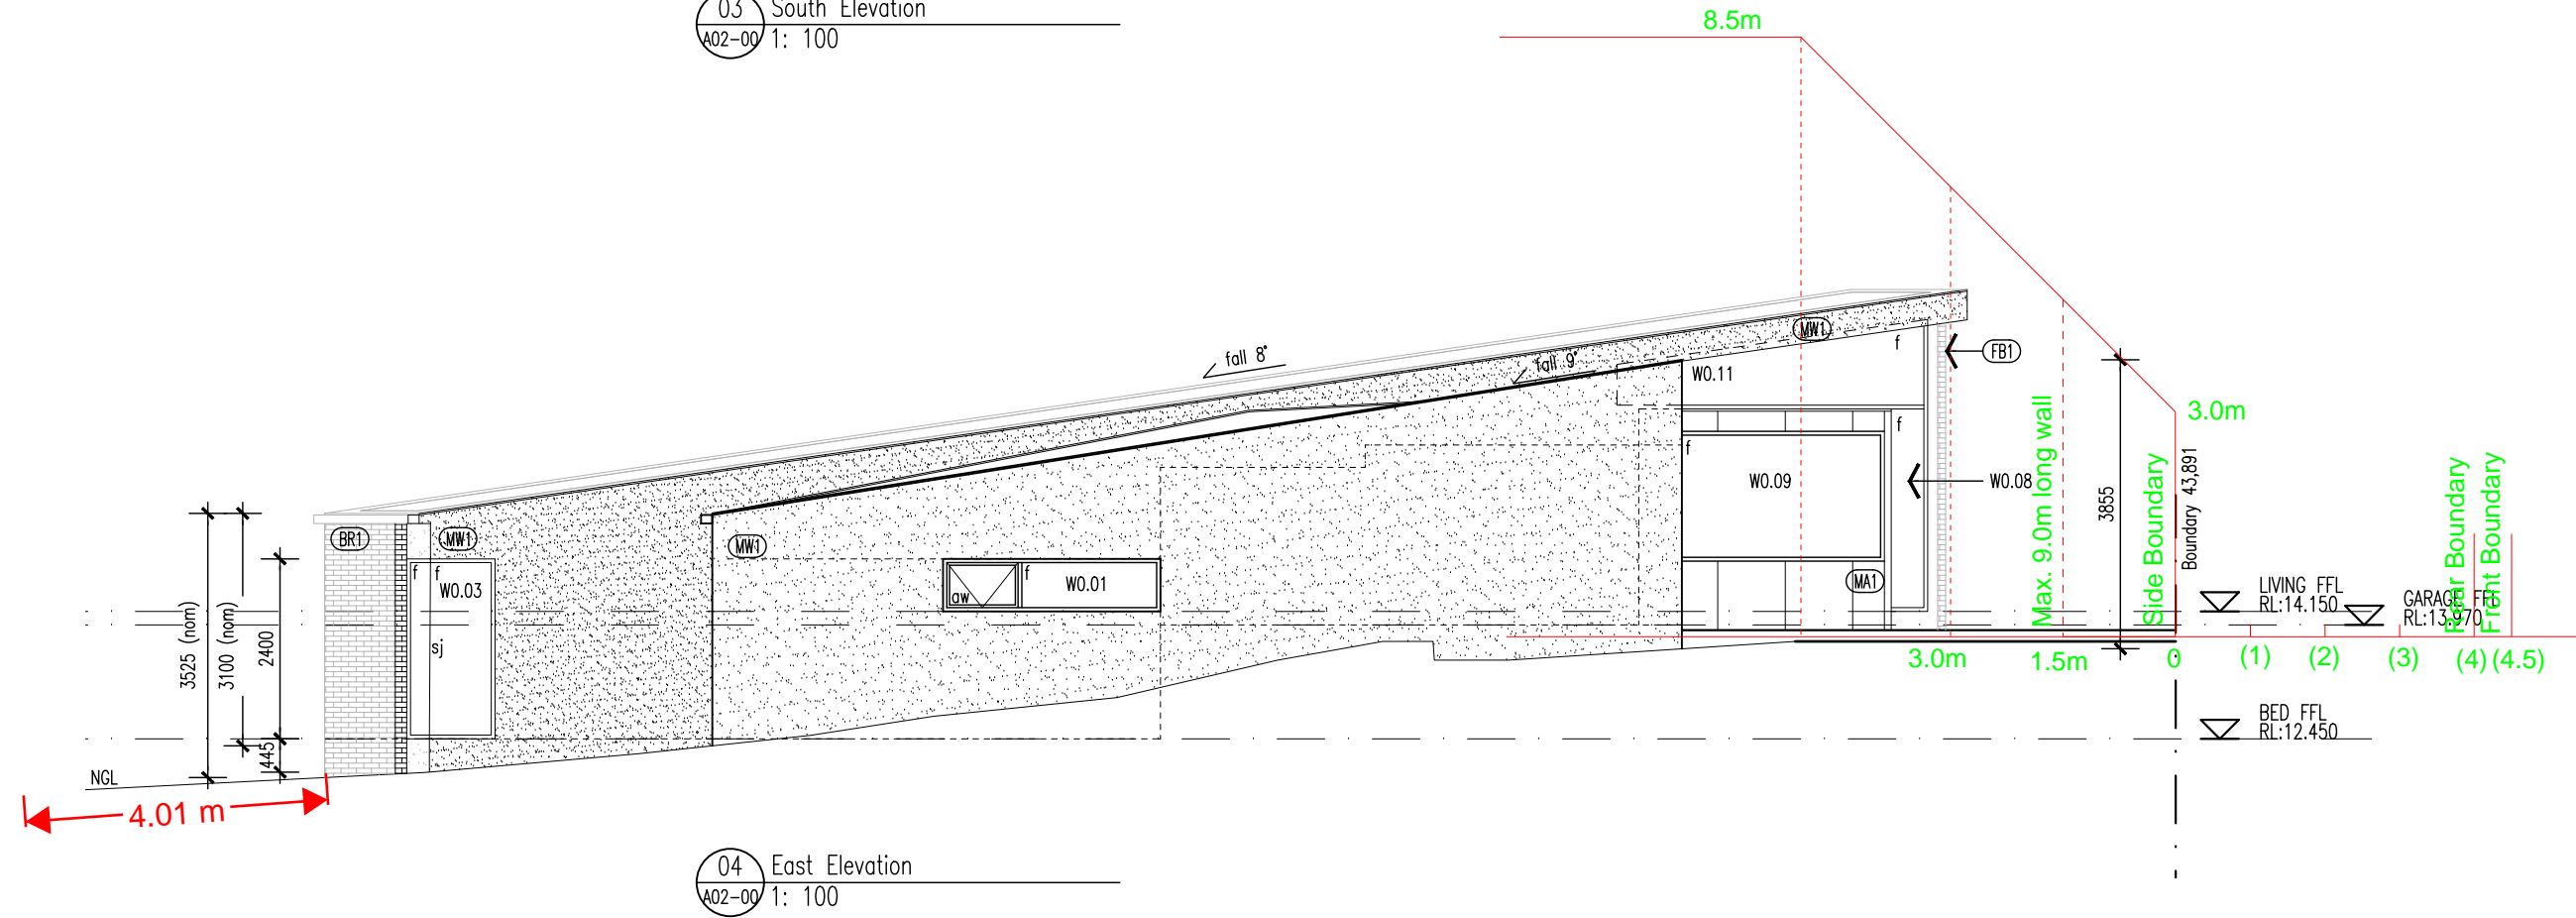 03 South Elevation
A02-00 1: 100
8.5m
3.0m
fall 8°
fall 9°
MW1
f
FB1
W0.11
f
f
W0.09
W0.08
MA1
3525 (nom)
3100 (nom)
2400
445
BR1
MW1
MW1
f f
W0.03
sj
aw
f
W0.01
NGL
4.01 m
Max. 9.0m long wall
3855
Side Boundary
Boundary 43,891
Rear Boundary
Front Boundary
LIVING FFL
RL:14.150
GARAGE FFL
RL:13.970
3.0m
1.5m
0
(1)
(2)
(3)
(4)
(4.5)
BED FFL
RL:12.450
04 East Elevation
A02-00 1: 100